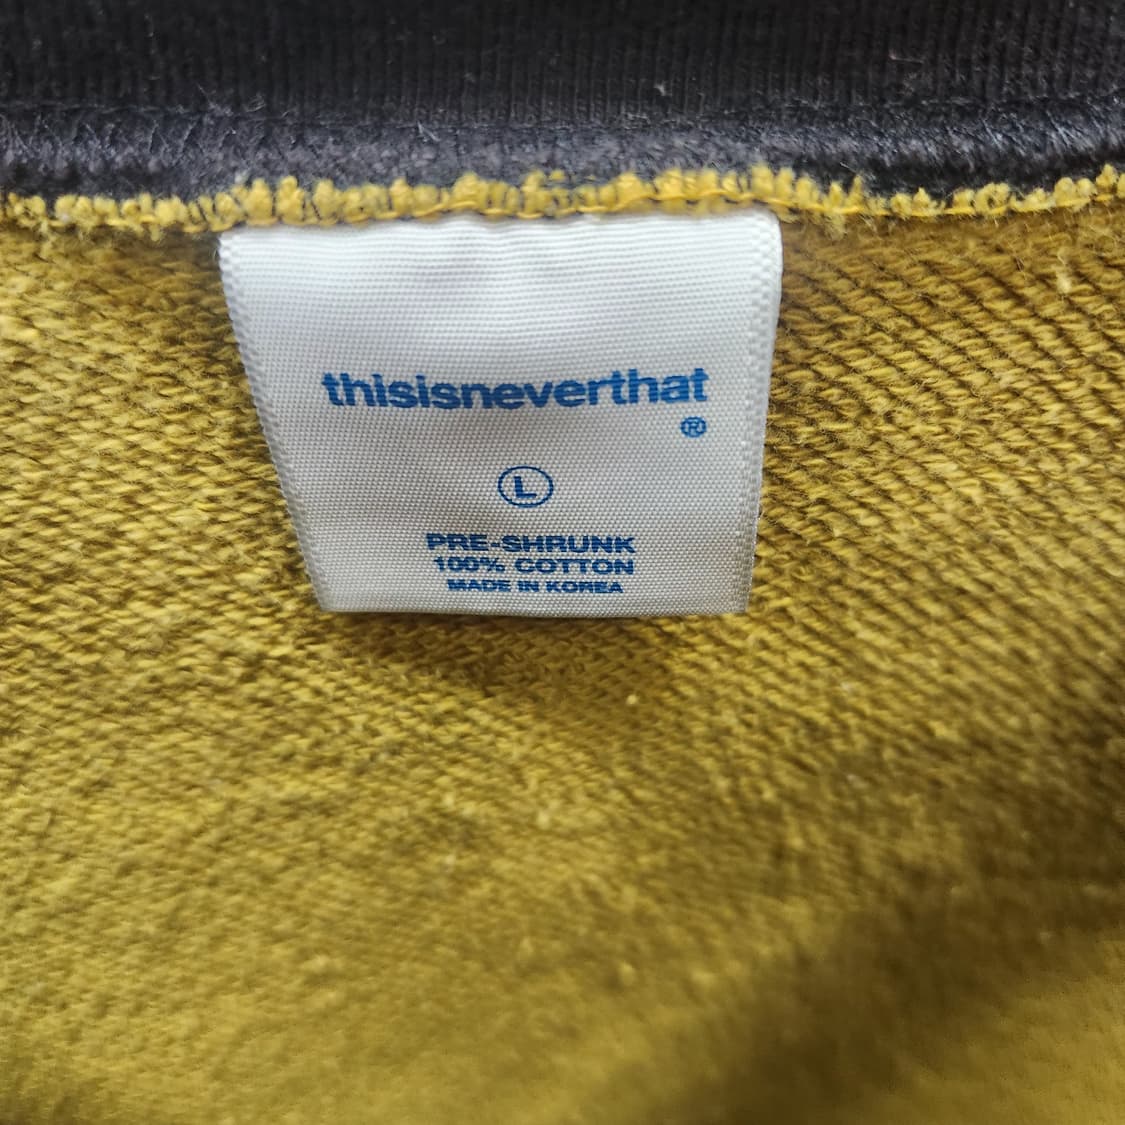 thisisneverthat
®
L
PRE-SHRUNK
100% COTTON
MADE IN KOREA